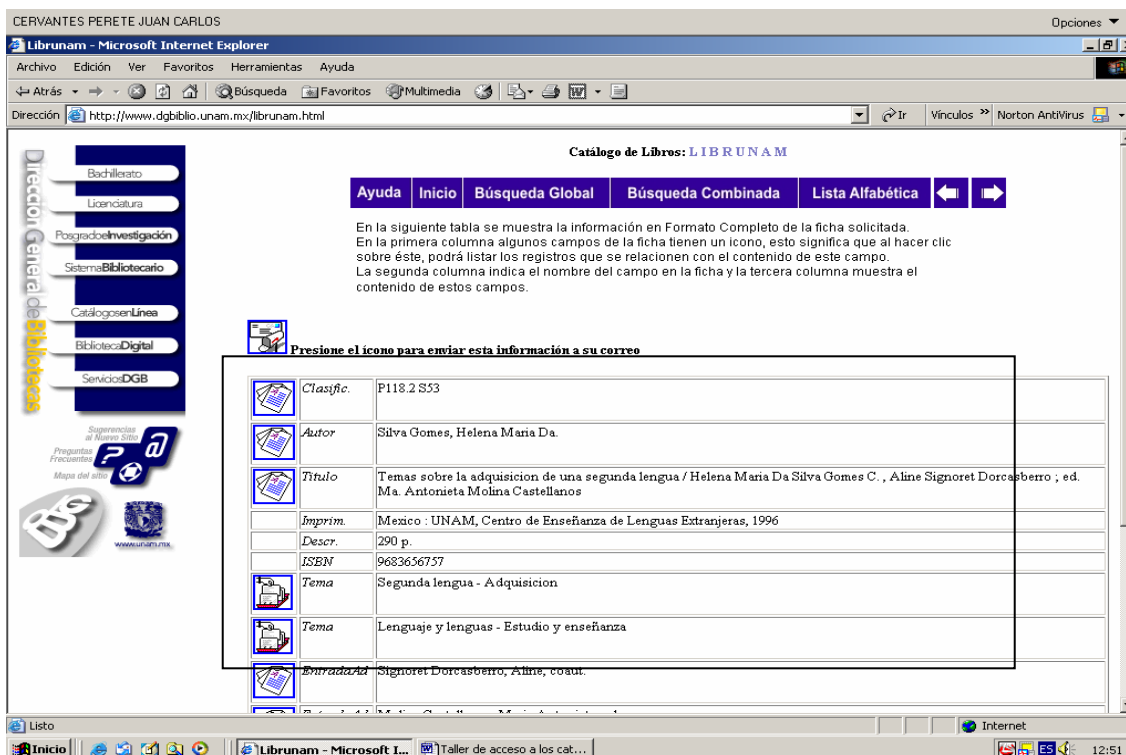 CERVANTES PERETE JUAN CARLOS
Opciones
Librunam - Microsoft Internet Explorer
Archivo Edición Ver Favoritos Herramientas Ayuda
Atrás Búsqueda Favoritos Multimedia
Dirección http://www.dgbiblio.unam.mx/librunam.html Ir Vínculos » Norton AntiVirus
Dirección General de Bibliotecas
Bachillerato
Licenciatura
PosgradoeInvestigación
SistemaBibliotecario
CatálogosenLínea
BibliotecaDigital
ServiciosDGB
Sugerencias
al Nuevo Sitio
Preguntas
Frecuentes
Mapa del sitio
www.unam.mx
Catálogo de Libros: LIBRUNAM
Ayuda Inicio Búsqueda Global Búsqueda Combinada Lista Alfabética
En la siguiente tabla se muestra la información en Formato Completo de la ficha solicitada.
En la primera columna algunos campos de la ficha tienen un icono, esto significa que al hacer clic
sobre éste, podrá listar los registros que se relacionen con el contenido de este campo.
La segunda columna indica el nombre del campo en la ficha y la tercera columna muestra el
contenido de estos campos.
Presione el ícono para enviar esta información a su correo
Clasific. P118.2 S53
Autor Silva Gomes, Helena Maria Da.
Titulo Temas sobre la adquisicion de una segunda lengua / Helena Maria Da Silva Gomes C. , Aline Signoret Dorcasberro ; ed.
Ma. Antonieta Molina Castellanos
Imprim. Mexico : UNAM, Centro de Enseñanza de Lenguas Extranjeras, 1996
Descr. 290 p.
ISBN 9683656757
Tema Segunda lengua - Adquisicion
Tema Lenguaje y lenguas - Estudio y enseñanza
EntradaAd Signoret Dorcasberro, Aline, coaut.
Listo Internet
Inicio Librunam - Microsoft I... Taller de acceso a los cat... ES 12:51